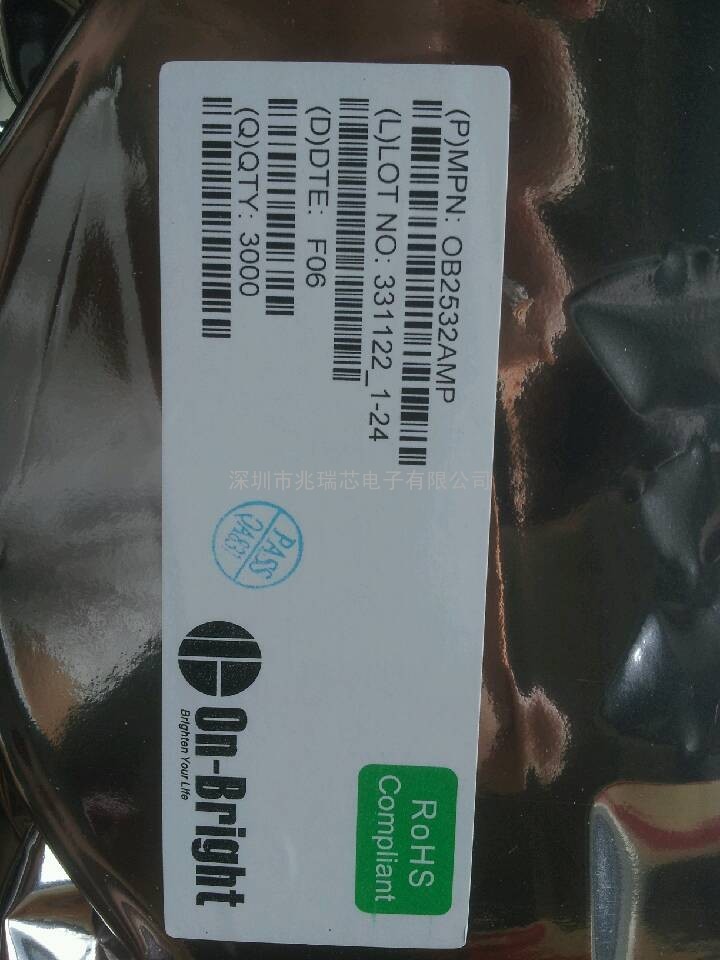 (P)MPN: OB2532AMP
(L)LOT NO: 331122_1-24
(D)DTE: F06
(Q)QTY: 3000
深圳市兆瑞芯电子有限公司
PASS
On-Bright
Brighten Your Life
RoHS
Compliant